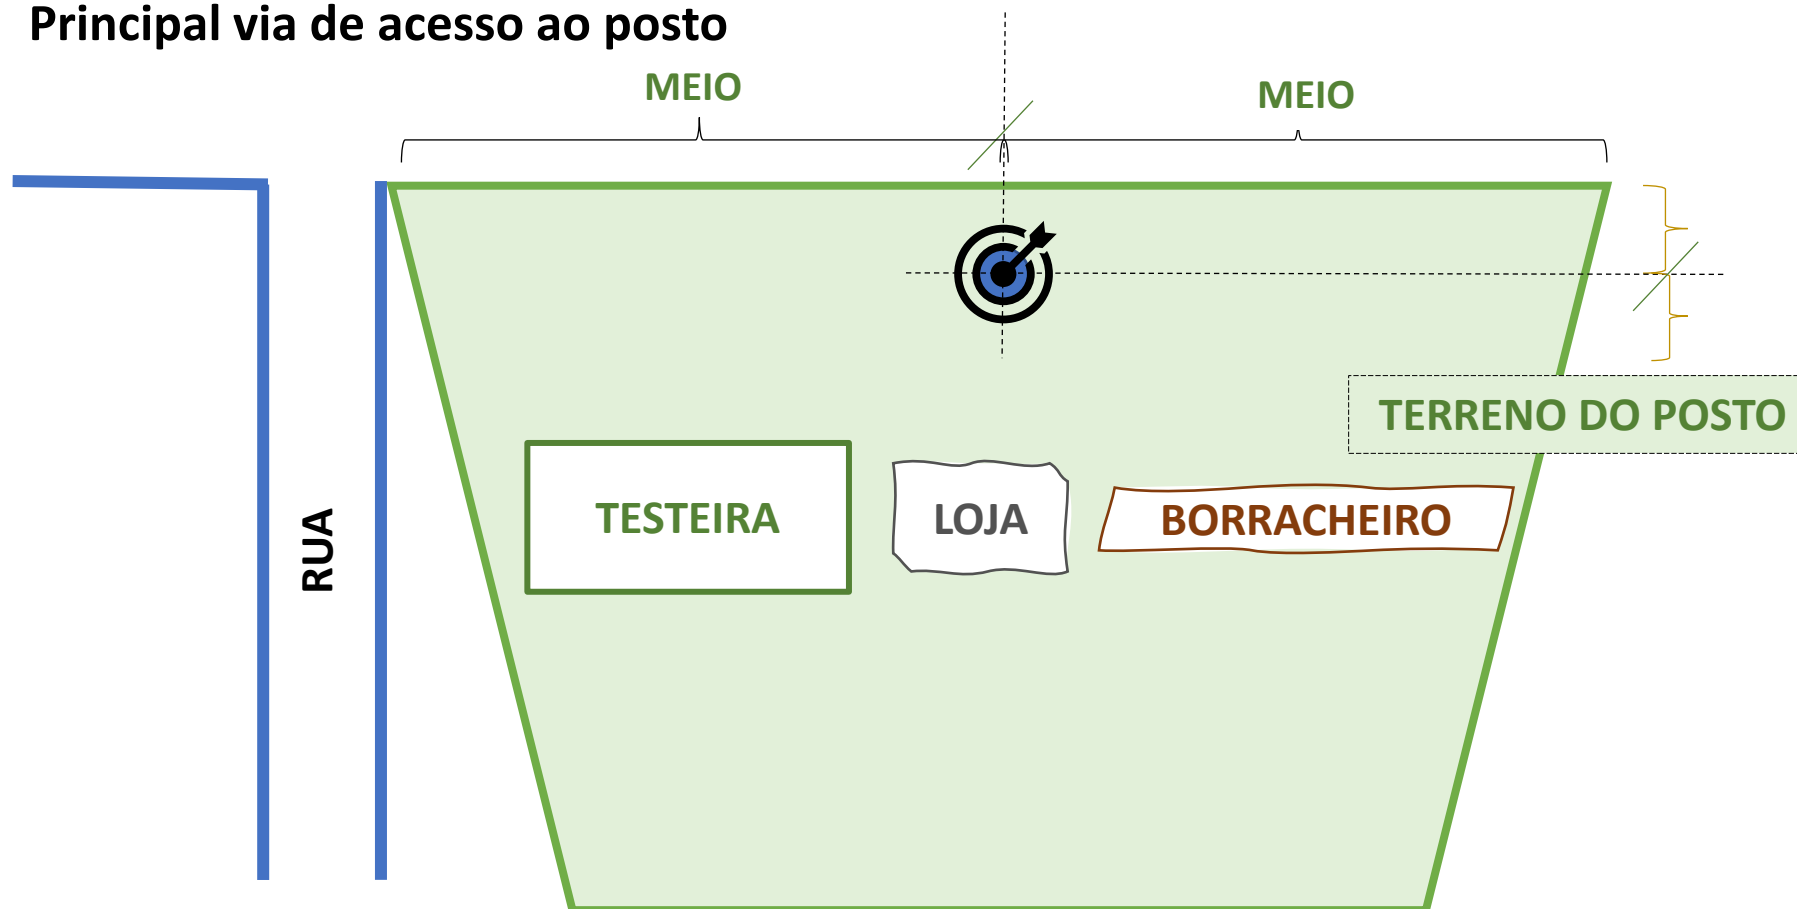 Principal via de acesso ao posto
MEIO
MEIO
TERRENO DO POSTO
TESTEIRA
LOJA
BORRACHEIRO
RUA